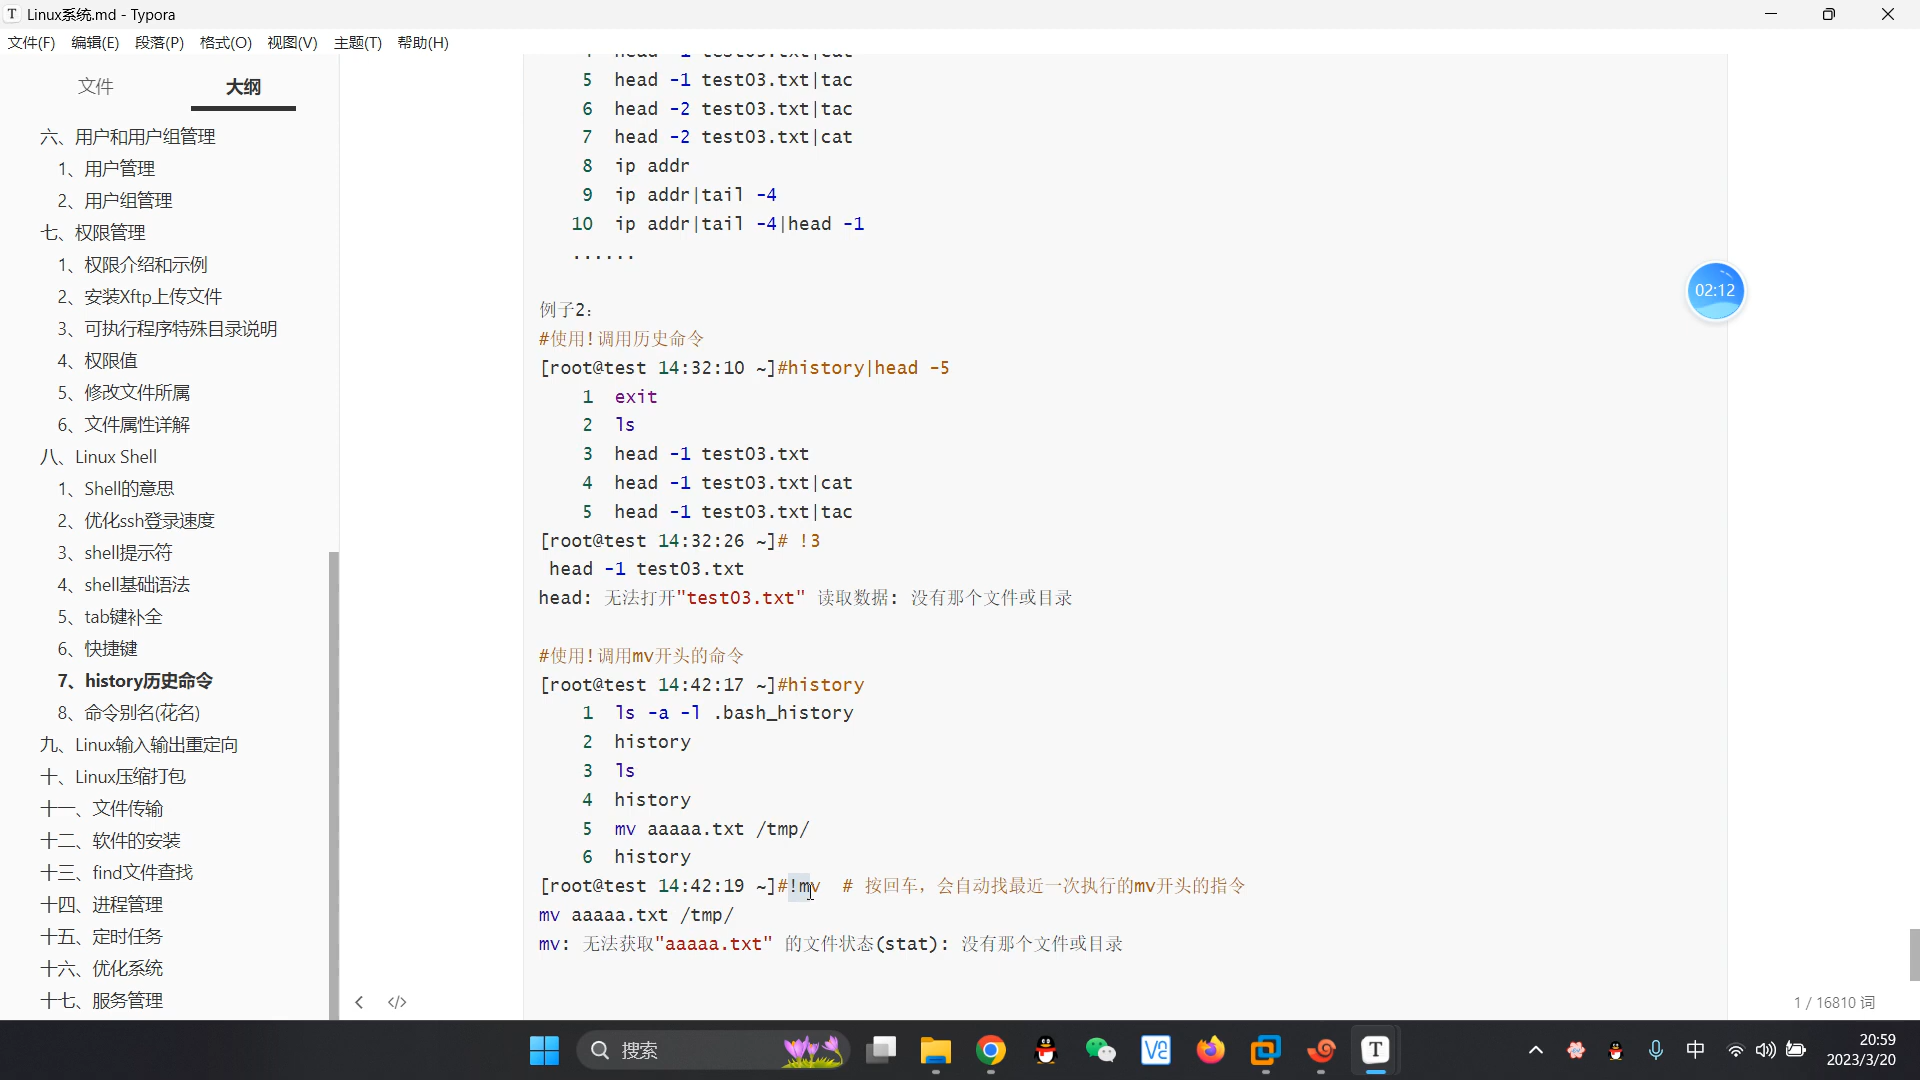 Linux系统.md - Typora
文件(F) 编辑(E) 段落(P) 格式(O) 视图(V) 主题(T) 帮助(H)
文件 大纲
六、用户和用户组管理
1、用户管理
2、用户组管理
七、权限管理
1、权限介绍和示例
2、安装Xftp上传文件
3、可执行程序特殊目录说明
4、权限值
5、修改文件所属
6、文件属性详解
八、Linux Shell
1、Shell的意思
2、优化ssh登录速度
3、shell提示符
4、shell基础语法
5、tab键补全
6、快捷键
7、history历史命令
8、命令别名(花名)
九、Linux输入输出重定向
十、Linux压缩打包
十一、文件传输
十二、软件的安装
十三、find文件查找
十四、进程管理
十五、定时任务
十六、优化系统
十七、服务管理
4 head -1 test03.txt|cat
5 head -1 test03.txt|tac
6 head -2 test03.txt|tac
7 head -2 test03.txt|cat
8 ip addr
9 ip addr|tail -4
10 ip addr|tail -4|head -1
......
例子2:
#使用!调用历史命令
[root@test 14:32:10 ~]#history|head -5
1 exit
2 ls
3 head -1 test03.txt
4 head -1 test03.txt|cat
5 head -1 test03.txt|tac
[root@test 14:32:26 ~]# !3
head -1 test03.txt
head: 无法打开"test03.txt" 读取数据: 没有那个文件或目录
#使用!调用mv开头的命令
[root@test 14:42:17 ~]#history
1 ls -a -l .bash_history
2 history
3 ls
4 history
5 mv aaaaa.txt /tmp/
6 history
[root@test 14:42:19 ~]#!mv # 按回车，会自动找最近一次执行的mv开头的指令
mv aaaaa.txt /tmp/
mv: 无法获取"aaaaa.txt" 的文件状态(stat): 没有那个文件或目录
02:12
1 / 16810 词
搜索
中
20:59
2023/3/20